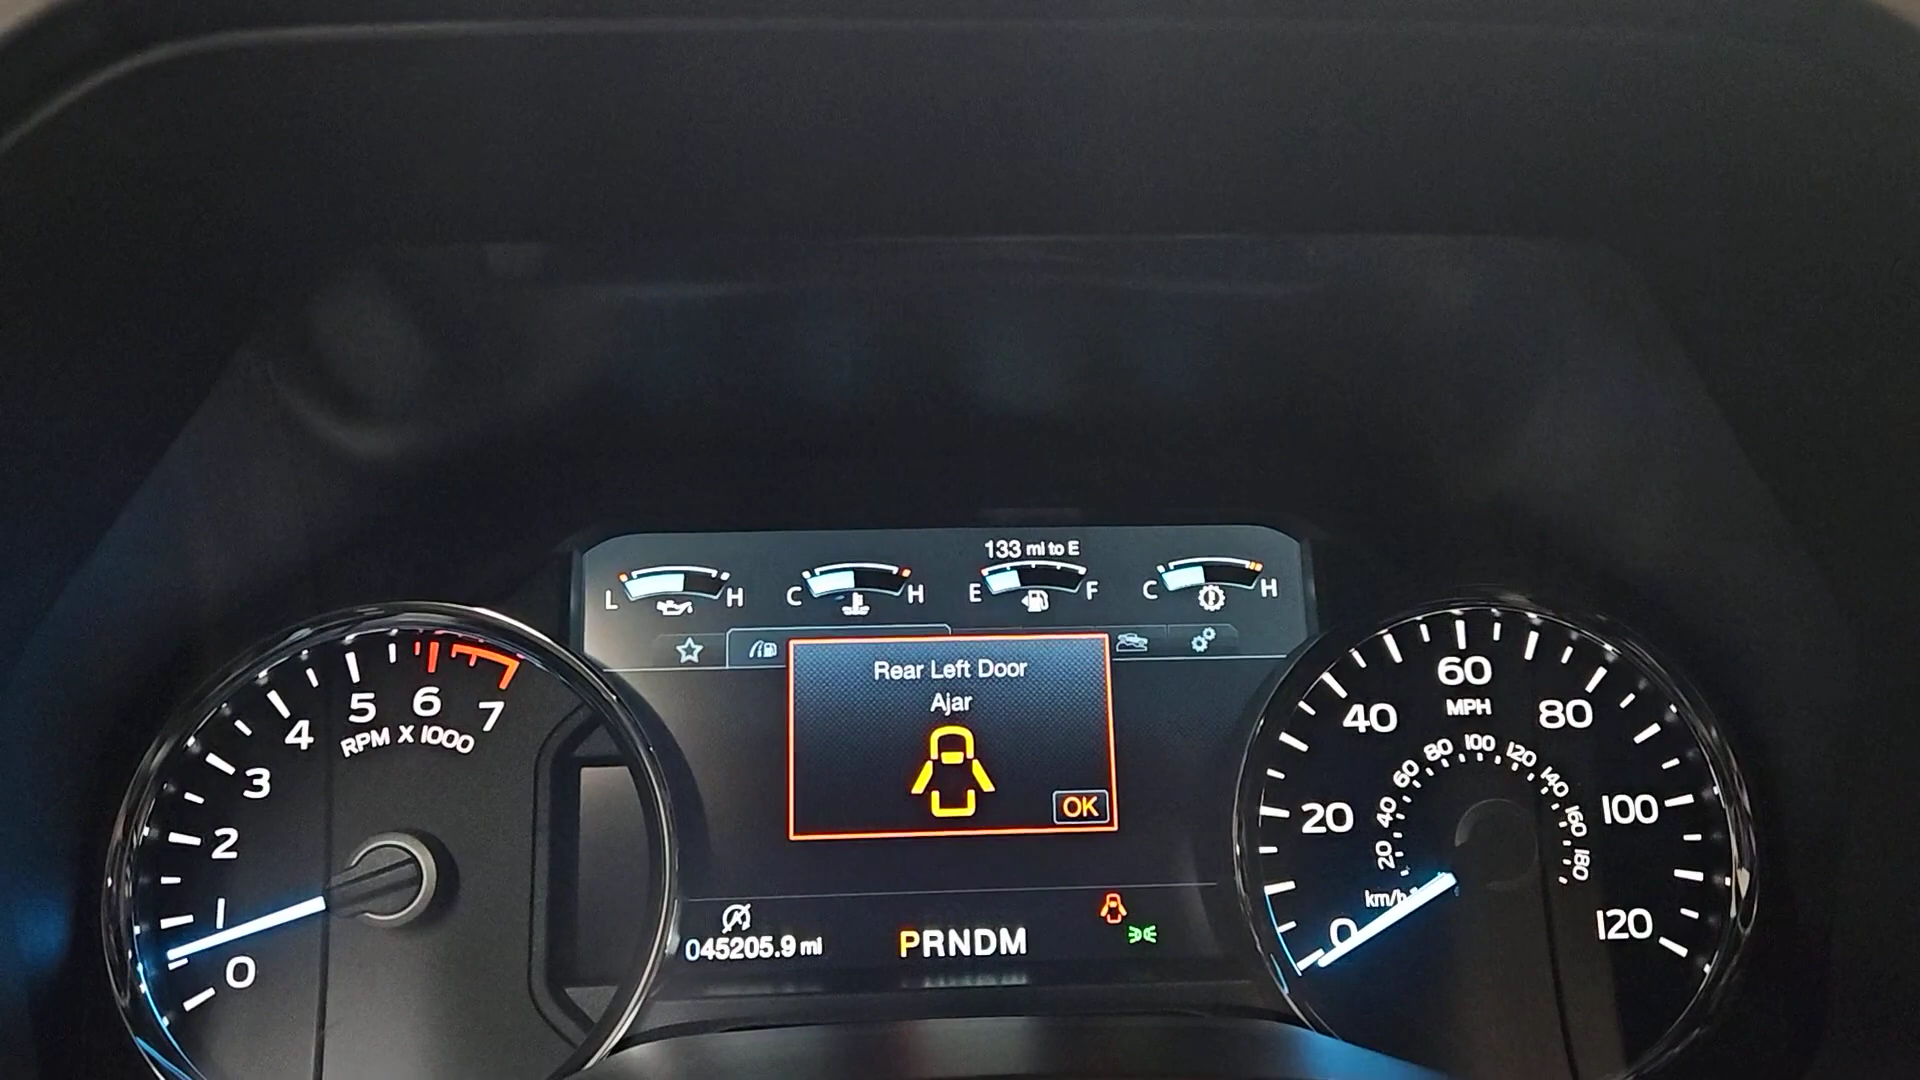 133 mi to E
L H C H E F C H
Rear Left Door
Ajar
OK
0 1 2 3 4 5 6 7
RPM X 1000
0 20 40 60 80 100 120
MPH
20 40 60 80 100 120 140 160 180
km/h
045205.9 mi
PRNDM